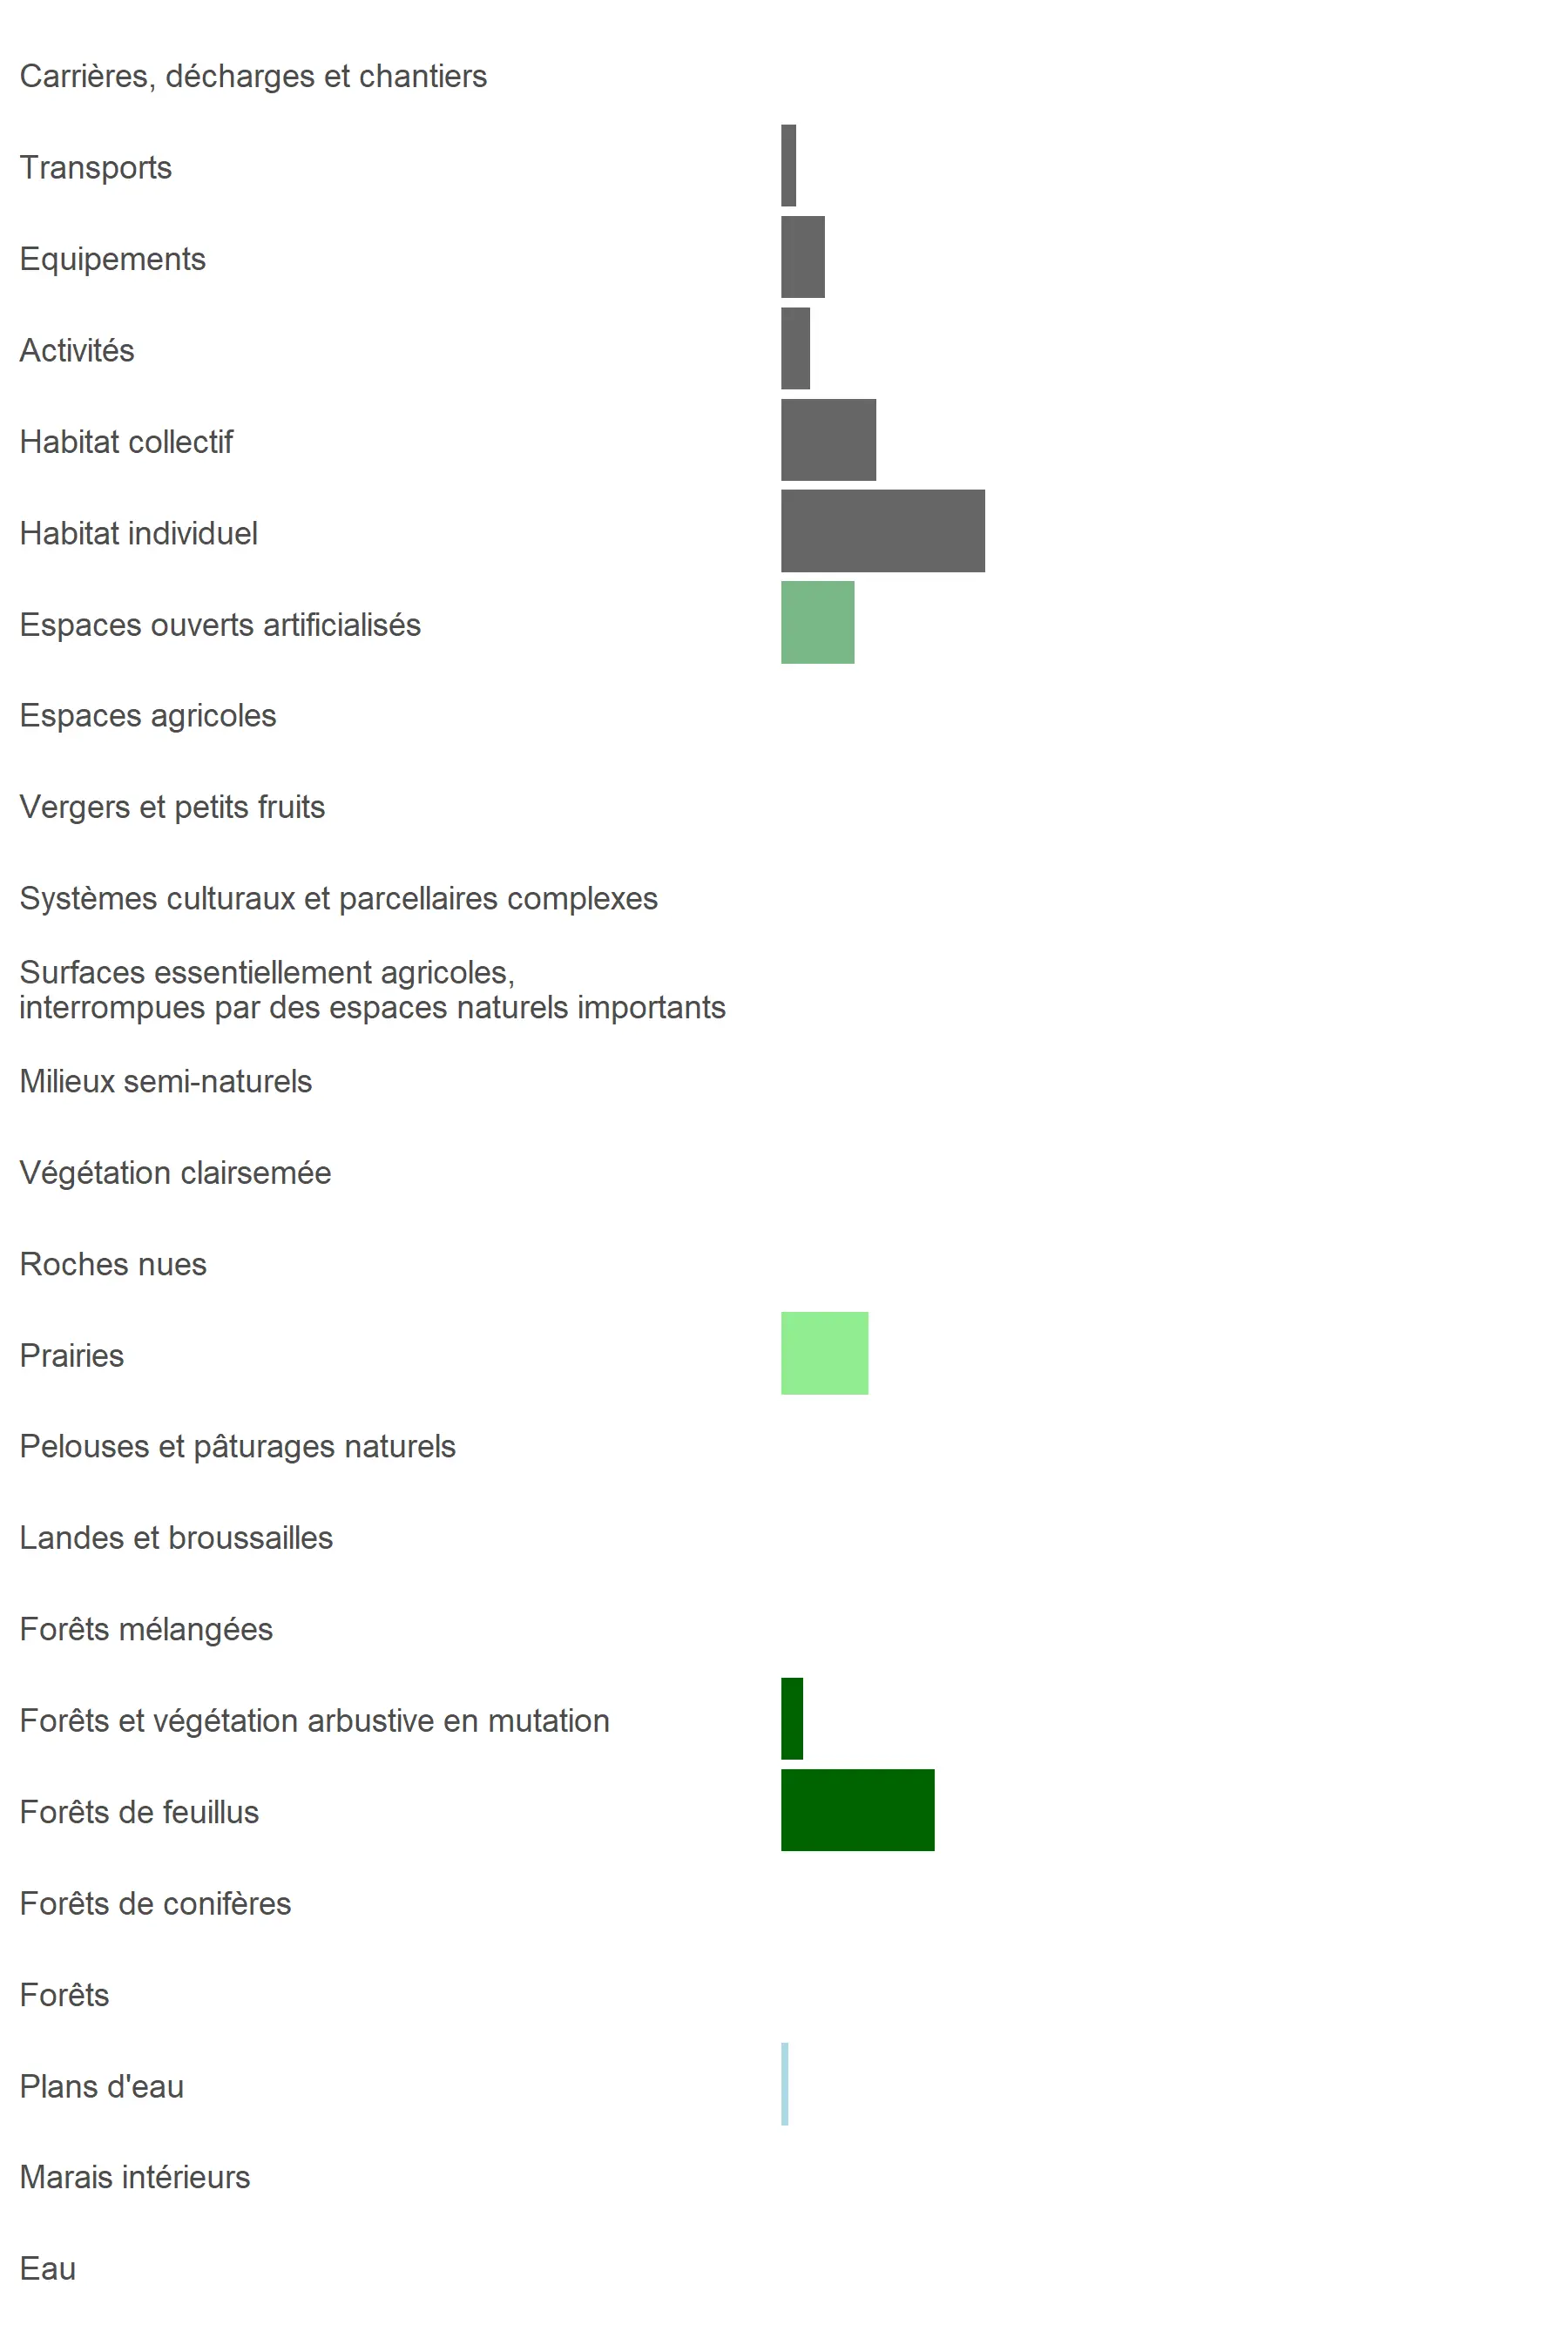 Carrières, décharges et chantiers
Transports
Equipements
Activités
Habitat collectif
Habitat individuel
Espaces ouverts artificialisés
Espaces agricoles
Vergers et petits fruits
Systèmes culturaux et parcellaires complexes
Surfaces essentiellement agricoles,
interrompues par des espaces naturels importants
Milieux semi-naturels
Végétation clairsemée
Roches nues
Prairies
Pelouses et pâturages naturels
Landes et broussailles
Forêts mélangées
Forêts et végétation arbustive en mutation
Forêts de feuillus
Forêts de conifères
Forêts
Plans d'eau
Marais intérieurs
Eau